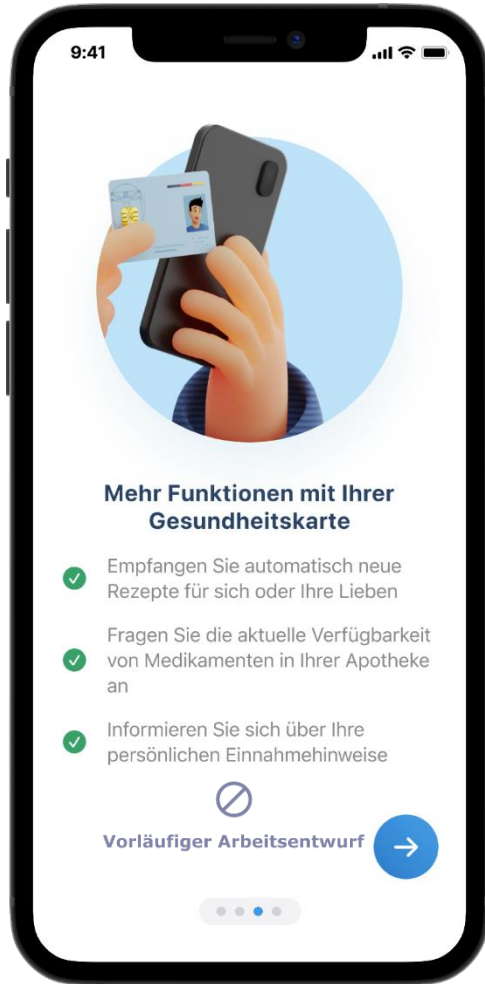 9:41
Mehr Funktionen mit Ihrer
Gesundheitskarte
Empfangen Sie automatisch neue
Rezepte für sich oder Ihre Lieben
Fragen Sie die aktuelle Verfügbarkeit
von Medikamenten in Ihrer Apotheke
an
Informieren Sie sich über Ihre
persönlichen Einnahmehinweise
Vorläufiger Arbeitsentwurf